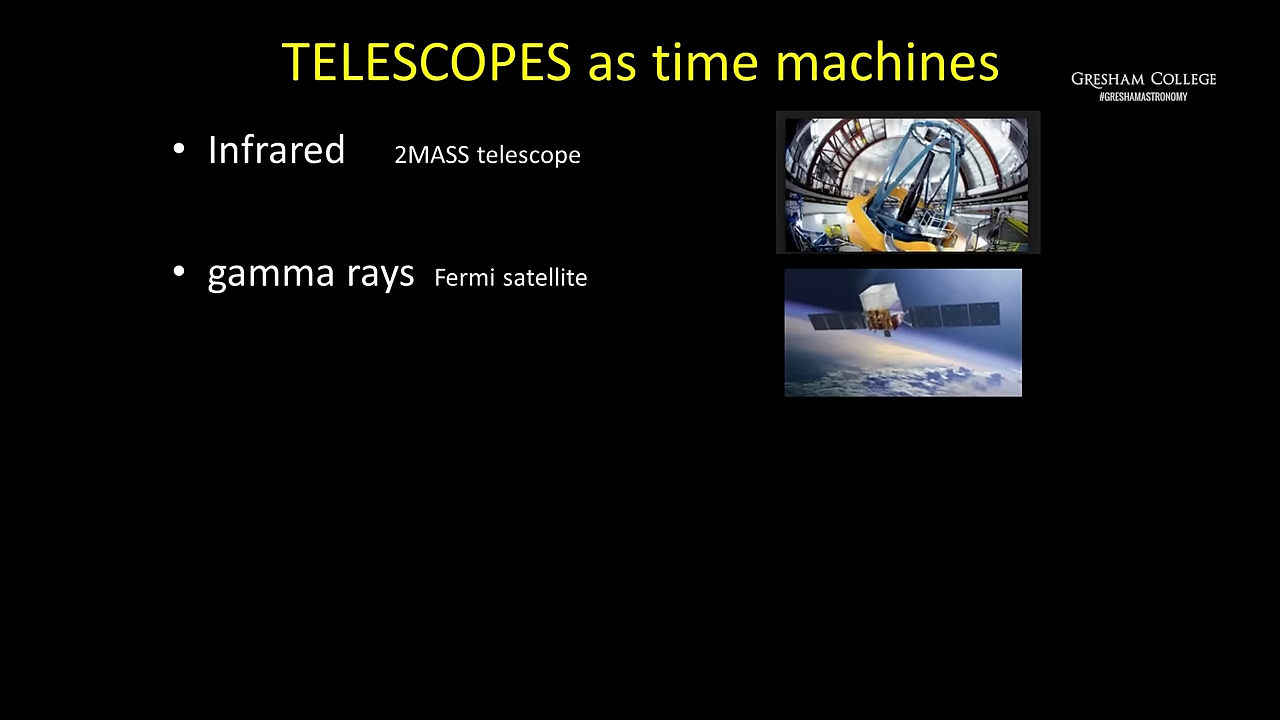 TELESCOPES as time machines
GRESHAM COLLEGE
#GRESHAMASTRONOMY
• Infrared 2MASS telescope
• gamma rays Fermi satellite